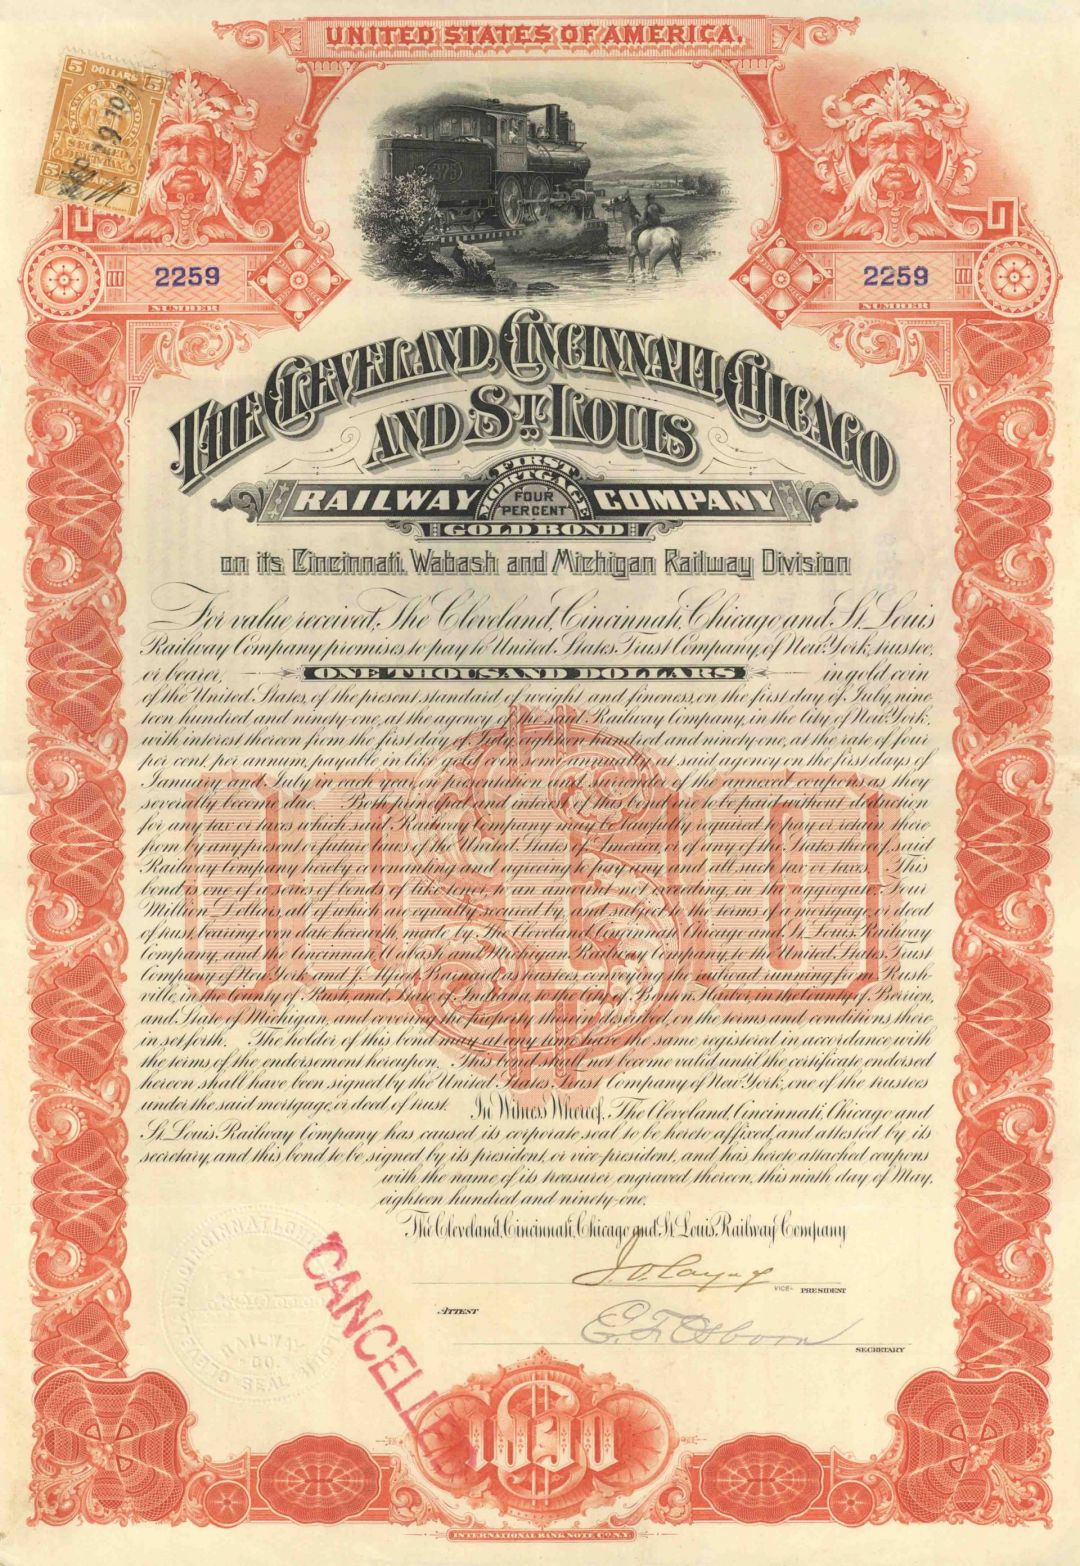 UNITED STATES OF AMERICA.
5 DOLLARS 5
5 5
2259
NUMBER
2259
NUMBER
273
THE CLEVELAND, CINCINNATI, CHICAGO
AND ST. LOUIS
RAILWAY COMPANY
FIRST
MORTGAGE
FOUR
PER CENT
GOLD BOND
on its Cincinnati, Wabash and Michigan Railway Division
For value received, The Cleveland, Cincinnati, Chicago and St. Louis
Railway Company promises to pay to United States Trust Company, of New York, trustee,
or bearer, ONE THOUSAND DOLLARS in gold coin
of the United States, of the present standard of weight and fineness, on the first day of July, nine
teen hundred and ninety-one, at the agency of the said Railway Company, in the City of New York,
with interest thereon from the first day of July, eighteen hundred and ninety-one, at the rate of four
per cent. per annum, payable in like gold coin semi-annually at said agency on the first days of
January and July in each year, on presentation and surrender of the annexed coupons as they
severally become due. Both principal and interest of this bond are to be paid without deduction
for any tax or taxes which said Railway Company may be lawfully required to pay or retain there
from by any present or future laws of the United States of America, or of any of the States thereof, said
Railway Company hereby covenanting and agreeing to pay any and all such tax or taxes. This
bond is one of a series of bonds of like tenor, to an amount not exceeding, in the aggregate, Four
Million Dollars, all of which are equally secured by, and subject to the terms of a mortgage, or deed
of trust, bearing even date herewith, made by The Cleveland, Cincinnati, Chicago and St. Louis Railway
Company, and the Cincinnati, Wabash and Michigan Railway Company, to the United States Trust
Company of New York and J. Alfred Barnard, as trustees, conveying the railroad running from Rush-
ville, in the County of Rush and State of Indiana, to the City of Benton Harbor, in the County of Berrien,
and State of Michigan, and covering the property therein described, on the terms and conditions there
in set forth. The holder of this bond may at any time have the same registered in accordance with
the terms of the endorsement hereupon. This bond shall not become valid until the certificate endorsed
hereon shall have been signed by the United States Trust Company of New York, one of the trustees
under the said mortgage, or deed of trust. In Witness Whereof, The Cleveland, Cincinnati, Chicago and
St. Louis Railway Company has caused its corporate seal to be hereto affixed, and attested by its
secretary, and this bond to be signed by its president, or vice-president, and has hereto attached coupons
with the name of its treasurer engraved thereon, this ninth day of May,
eighteen hundred and ninety-one.
The Cleveland, Cincinnati, Chicago and St. Louis Railway Company
VICE- PRESIDENT
ATTEST
E. F. Osborn
SECRETARY
RAILWAY
CO.
SEAL
CANCELLED
1000
$1000
INTERNATIONAL BANK NOTE CO. N.Y.